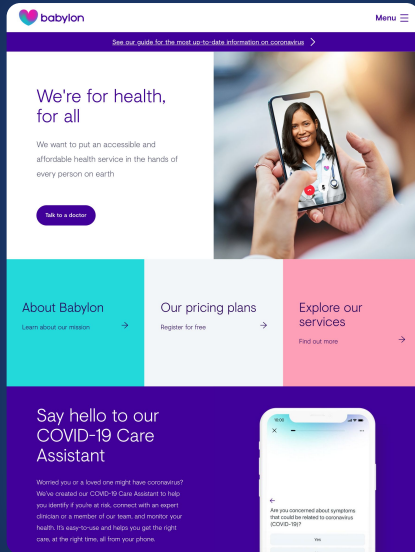 babylon
Menu
See our guide for the most up-to-date information on coronavirus
We're for health,
for all
We want to put an accessible and
affordable health service in the hands of
every person on earth
Talk to a doctor
About Babylon
Learn about our mission
Our pricing plans
Register for free
Explore our
services
Find out more
Say hello to our
COVID-19 Care
Assistant
Worried you or a loved one might have coronavirus?
We've created our COVID-19 Care Assistant to help
you identify if you're at risk, connect with an expert
clinician or a member of our team, and monitor your
health. It's easy-to-use and helps you get the right
care, at the right time, all from your phone.
10:00
Are you concerned about symptoms
that could be related to coronavirus
(COVID-19)?
Yes